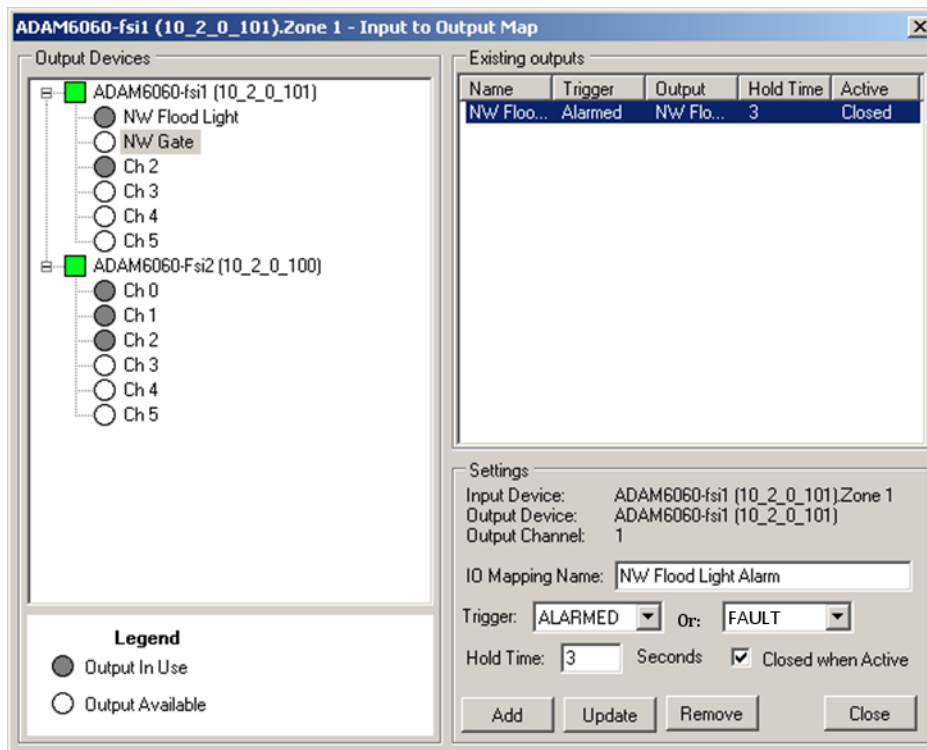 ADAM6060-fsi1 (10_2_0_101).Zone 1 - Input to Output Map
Output Devices
ADAM6060-fsi1 (10_2_0_101)
NW Flood Light
NW Gate
Ch 2
Ch 3
Ch 4
Ch 5
ADAM6060-Fsi2 (10_2_0_100)
Ch 0
Ch 1
Ch 2
Ch 3
Ch 4
Ch 5
Legend
Output In Use
Output Available
Existing outputs
Name Trigger Output Hold Time Active
NW Floo... Alarmed NW Flo... 3 Closed
Settings
Input Device: ADAM6060-fsi1 (10_2_0_101).Zone 1
Output Device: ADAM6060-fsi1 (10_2_0_101)
Output Channel: 1
IO Mapping Name: NW Flood Light Alarm
Trigger: ALARMED Or: FAULT
Hold Time: 3 Seconds Closed when Active
Add Update Remove Close